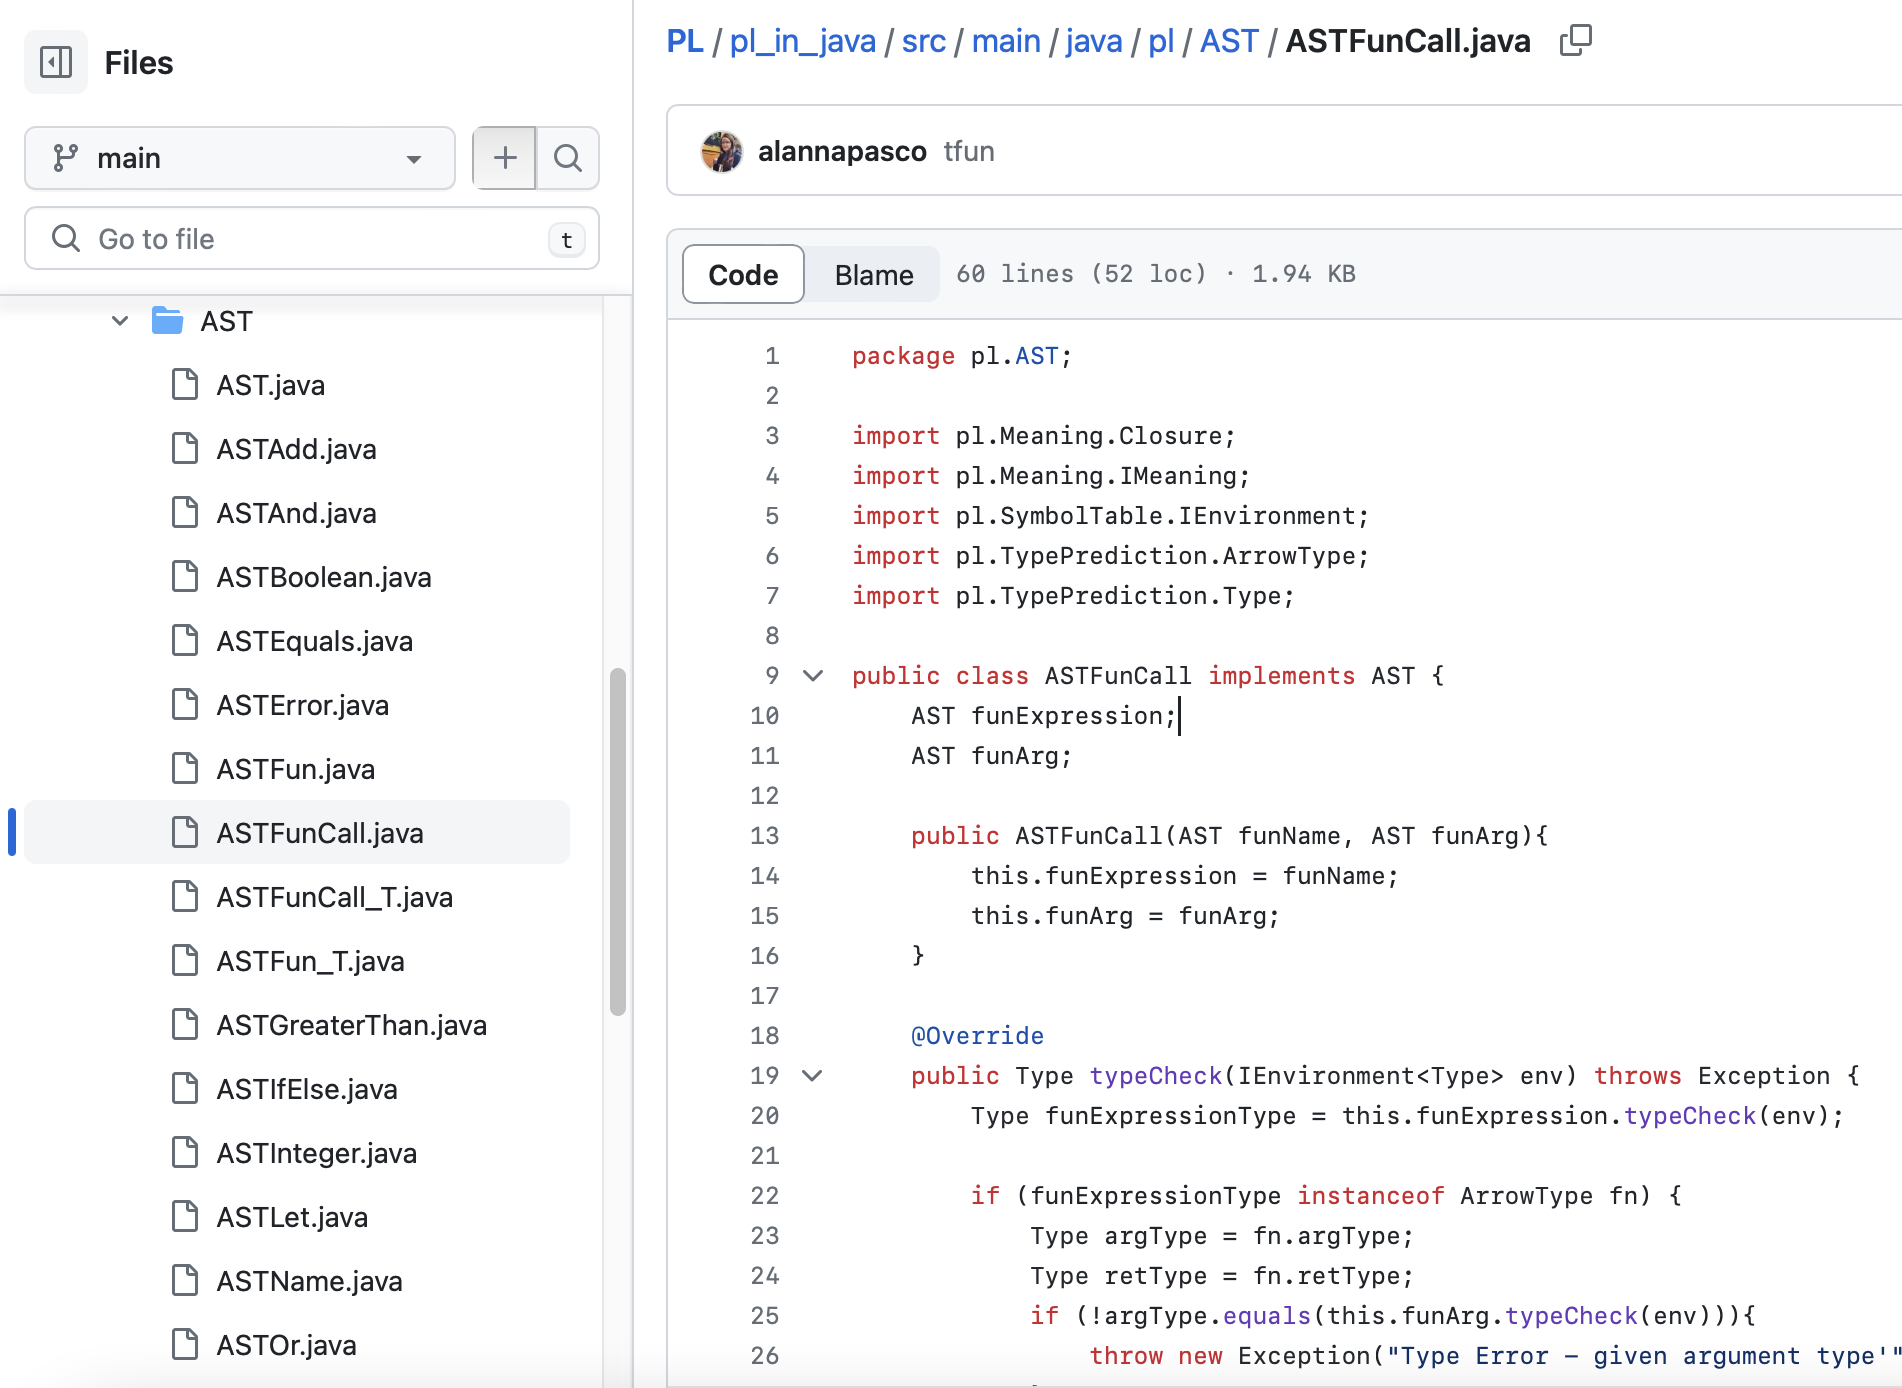 Files
main
Go to file
t
AST
AST.java
ASTAdd.java
ASTAnd.java
ASTBoolean.java
ASTEquals.java
ASTError.java
ASTFun.java
ASTFunCall.java
ASTFunCall_T.java
ASTFun_T.java
ASTGreaterThan.java
ASTIfElse.java
ASTInteger.java
ASTLet.java
ASTName.java
ASTOr.java
PL / pl_in_java / src / main / java / pl / AST / ASTFunCall.java
alannapasco tfun
Code Blame 60 lines (52 loc) · 1.94 KB
1 package pl.AST;
2
3 import pl.Meaning.Closure;
4 import pl.Meaning.IMeaning;
5 import pl.SymbolTable.IEnvironment;
6 import pl.TypePrediction.ArrowType;
7 import pl.TypePrediction.Type;
8
9 public class ASTFunCall implements AST {
10 AST funExpression;
11 AST funArg;
12
13 public ASTFunCall(AST funName, AST funArg){
14 this.funExpression = funName;
15 this.funArg = funArg;
16 }
17
18 @Override
19 public Type typeCheck(IEnvironment<Type> env) throws Exception {
20 Type funExpressionType = this.funExpression.typeCheck(env);
21
22 if (funExpressionType instanceof ArrowType fn) {
23 Type argType = fn.argType;
24 Type retType = fn.retType;
25 if (!argType.equals(this.funArg.typeCheck(env))){
26 throw new Exception("Type Error – given argument type'"